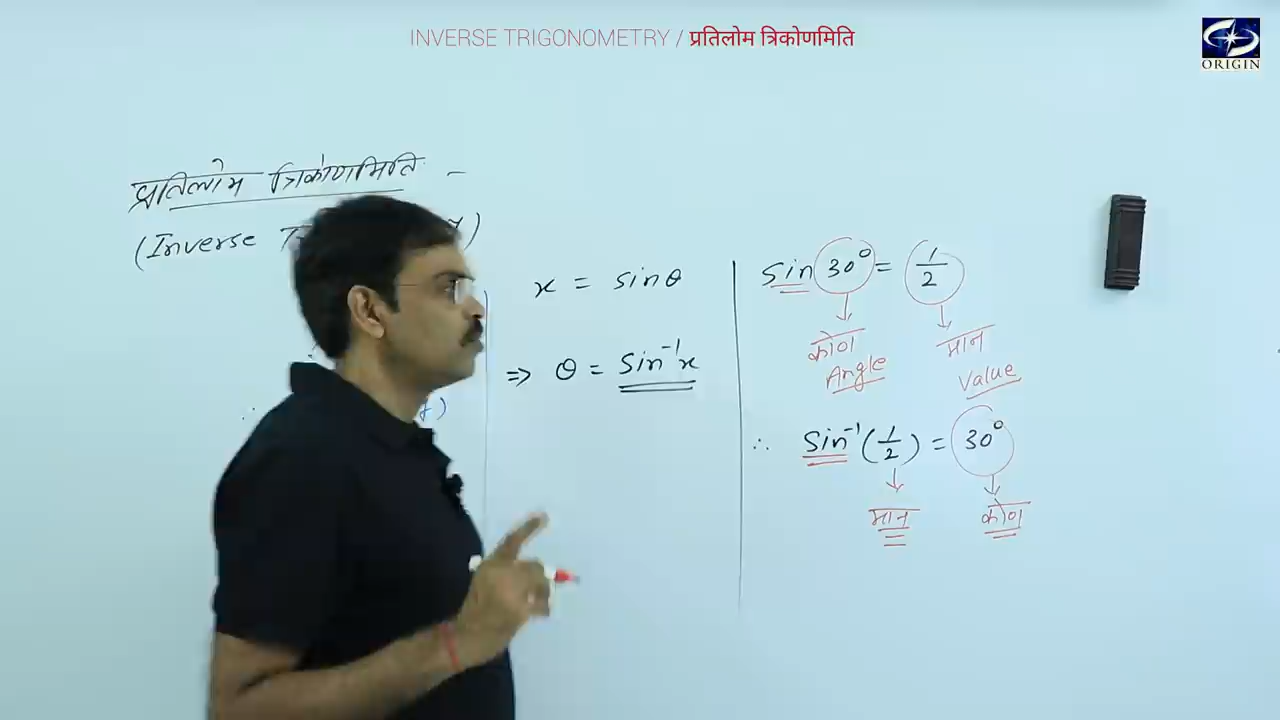 INVERSE TRIGONOMETRY / प्रतिलोम त्रिकोणमिति
ORIGIN
प्रतिलोम त्रिकोणमिति -
(Inverse
x = sinθ
⇒ θ = sin⁻¹x
sin 30° = 1/2
कोण मान
Angle Value
∴ sin⁻¹(1/2) = 30°
मान कोण